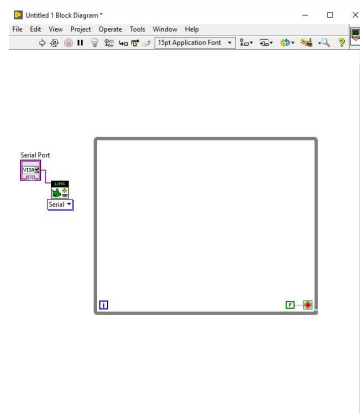 Untitled 1 Block Diagram *
File Edit View Project Operate Tools Window Help
15pt Application Font
Serial Port
VISA
LINX
Serial
i
F